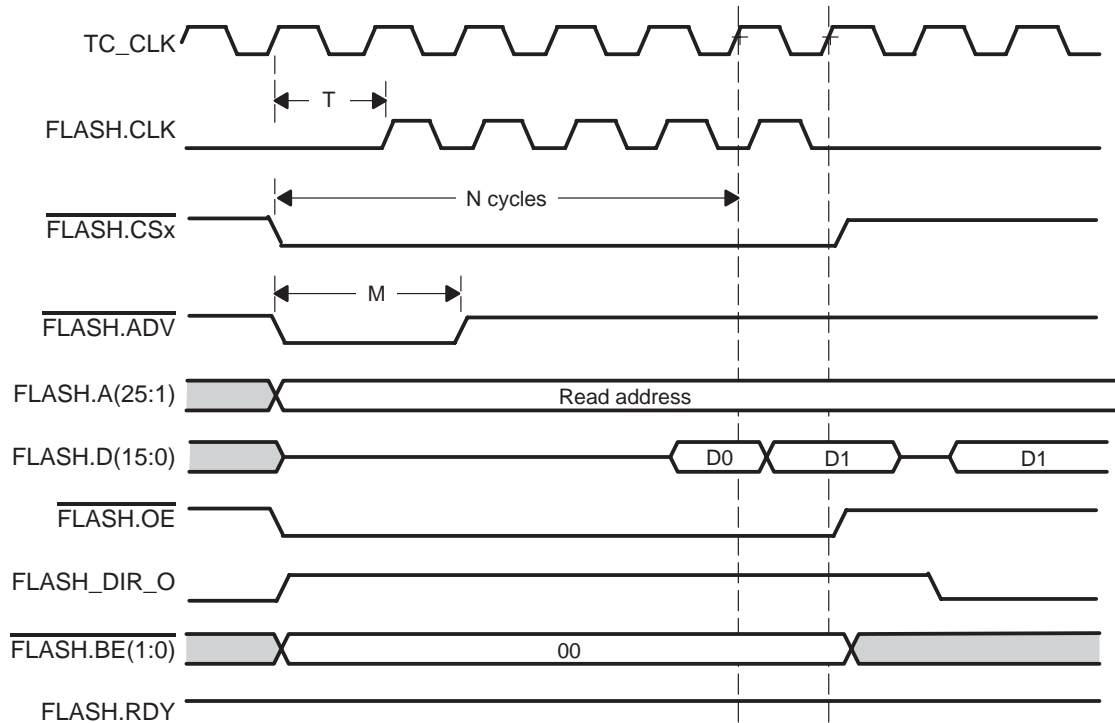 TC_CLK
T
FLASH.CLK
N cycles
FLASH.CSx
M
FLASH.ADV
FLASH.A(25:1)
Read address
FLASH.D(15:0)
D0
D1
D1
FLASH.OE
FLASH_DIR_O
FLASH.BE(1:0)
00
FLASH.RDY